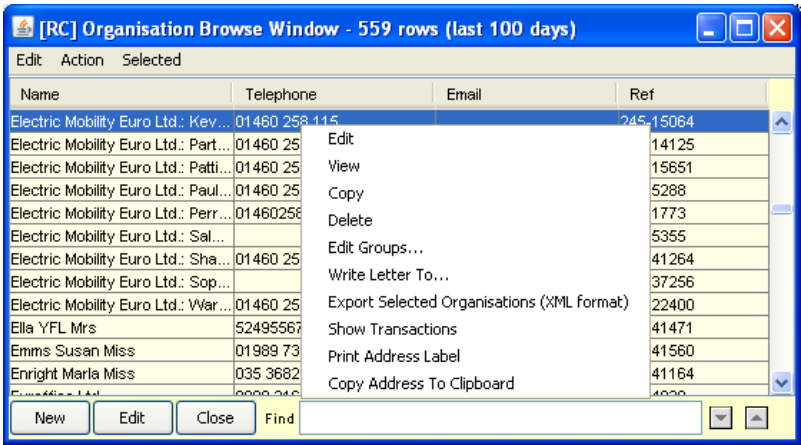 [RC] Organisation Browse Window - 559 rows (last 100 days)
Edit Action Selected
Name Telephone Email Ref
Electric Mobility Euro Ltd.: Kev... 01460 258 115 245-15064
Electric Mobility Euro Ltd.: Part... 01460 25 14125
Electric Mobility Euro Ltd.: Patti... 01460 25 15651
Electric Mobility Euro Ltd.: Paul... 01460 25 5288
Electric Mobility Euro Ltd.: Perr... 01460258 1773
Electric Mobility Euro Ltd.: Sal... 5355
Electric Mobility Euro Ltd.: Sha... 01460 25 41264
Electric Mobility Euro Ltd.: Sop... 37256
Electric Mobility Euro Ltd.: War... 01460 25 22400
Ella YFL Mrs 52495567 41471
Emms Susan Miss 01989 73 41560
Enright Marla Miss 035 3682 41164
Edit
View
Copy
Delete
Edit Groups...
Write Letter To...
Export Selected Organisations (XML format)
Show Transactions
Print Address Label
Copy Address To Clipboard
New Edit Close Find